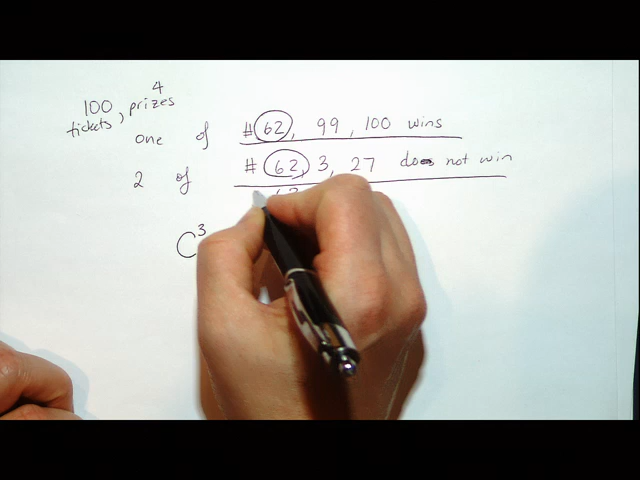 100 tickets, 4 prizes
one of #62, 99, 100 wins
2 of #62, 3, 27 does not win
C³